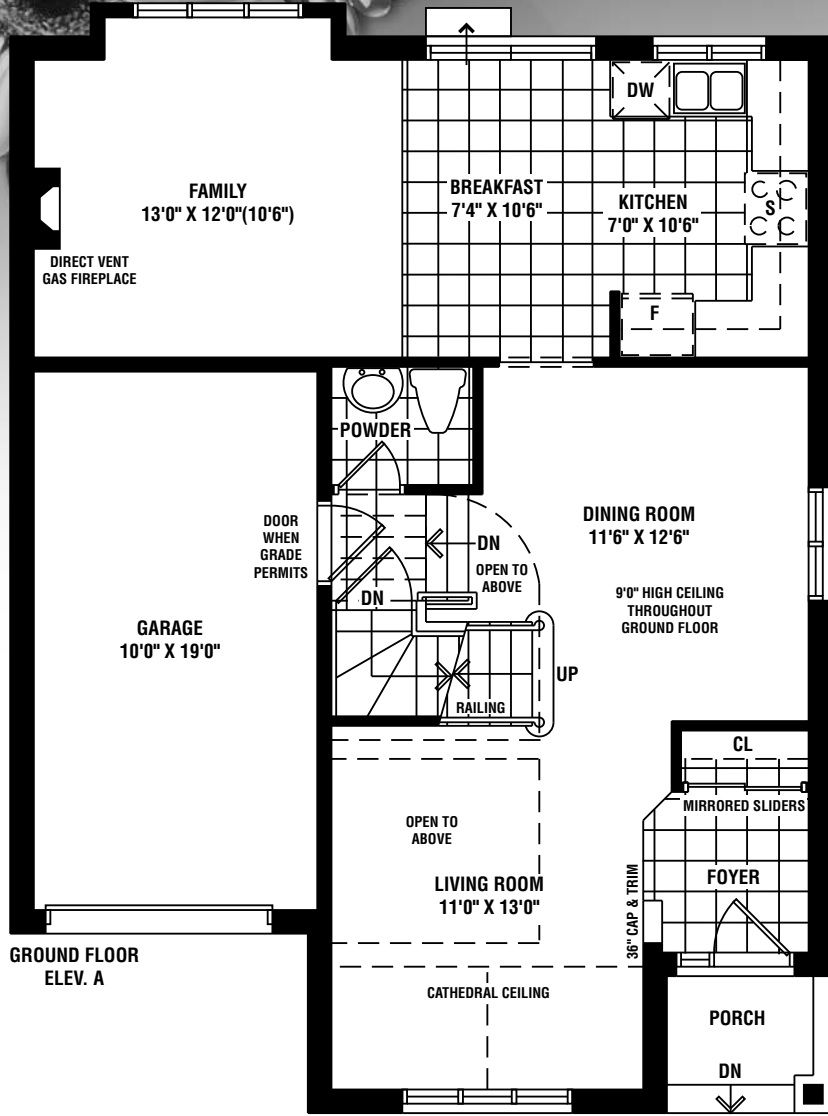 DW
FAMILY
13'0" X 12'0"(10'6")
BREAKFAST
7'4" X 10'6"
KITCHEN
7'0" X 10'6"
S
DIRECT VENT
GAS FIREPLACE
F
POWDER
DOOR
WHEN
GRADE
PERMITS
DN
OPEN TO
ABOVE
DINING ROOM
11'6" X 12'6"
9'0" HIGH CEILING
THROUGHOUT
GROUND FLOOR
DN
GARAGE
10'0" X 19'0"
UP
RAILING
CL
MIRRORED SLIDERS
OPEN TO
ABOVE
FOYER
LIVING ROOM
11'0" X 13'0"
36" CAP & TRIM
GROUND FLOOR
ELEV. A
CATHEDRAL CEILING
PORCH
DN